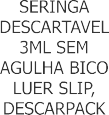 SERINGA
DESCARTAVEL
3ML SEM
AGULHA BICO
LUER SLIP,
DESCARPACK